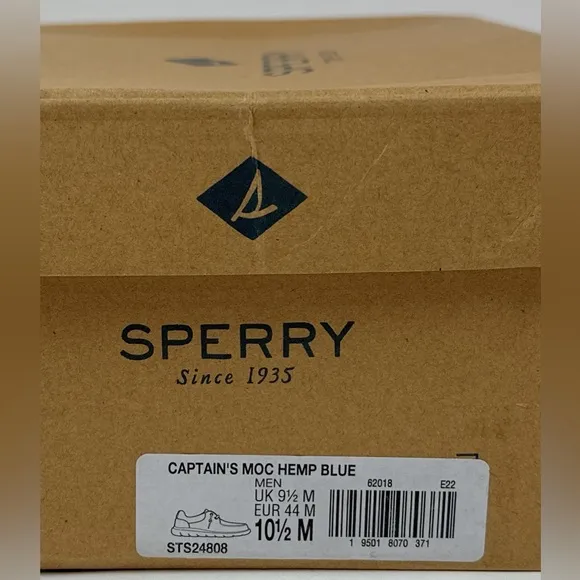 SPERRY
Since 1935
CAPTAIN'S MOC HEMP BLUE
MEN 62018 E22
UK 9½ M
EUR 44 M
10½ M
STS24808
1 9501 8070 371